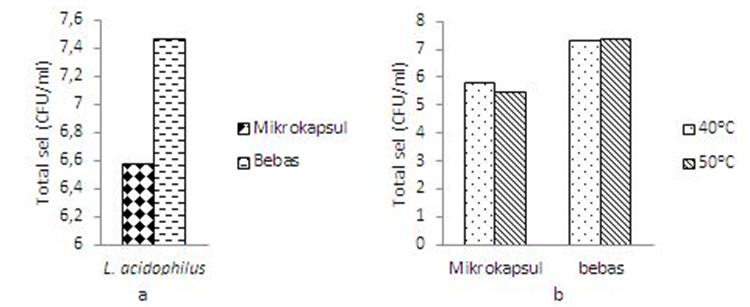 Total sel (CFU/ml)
7,6
7,4
7,2
7
6,8
6,6
6,4
6,2
6
L. acidophilus
Mikrokapsul
Bebas
a
Total sel (CFU/ml)
8
7
6
5
4
3
2
1
0
Mikrokapsul
bebas
40°C
50°C
b